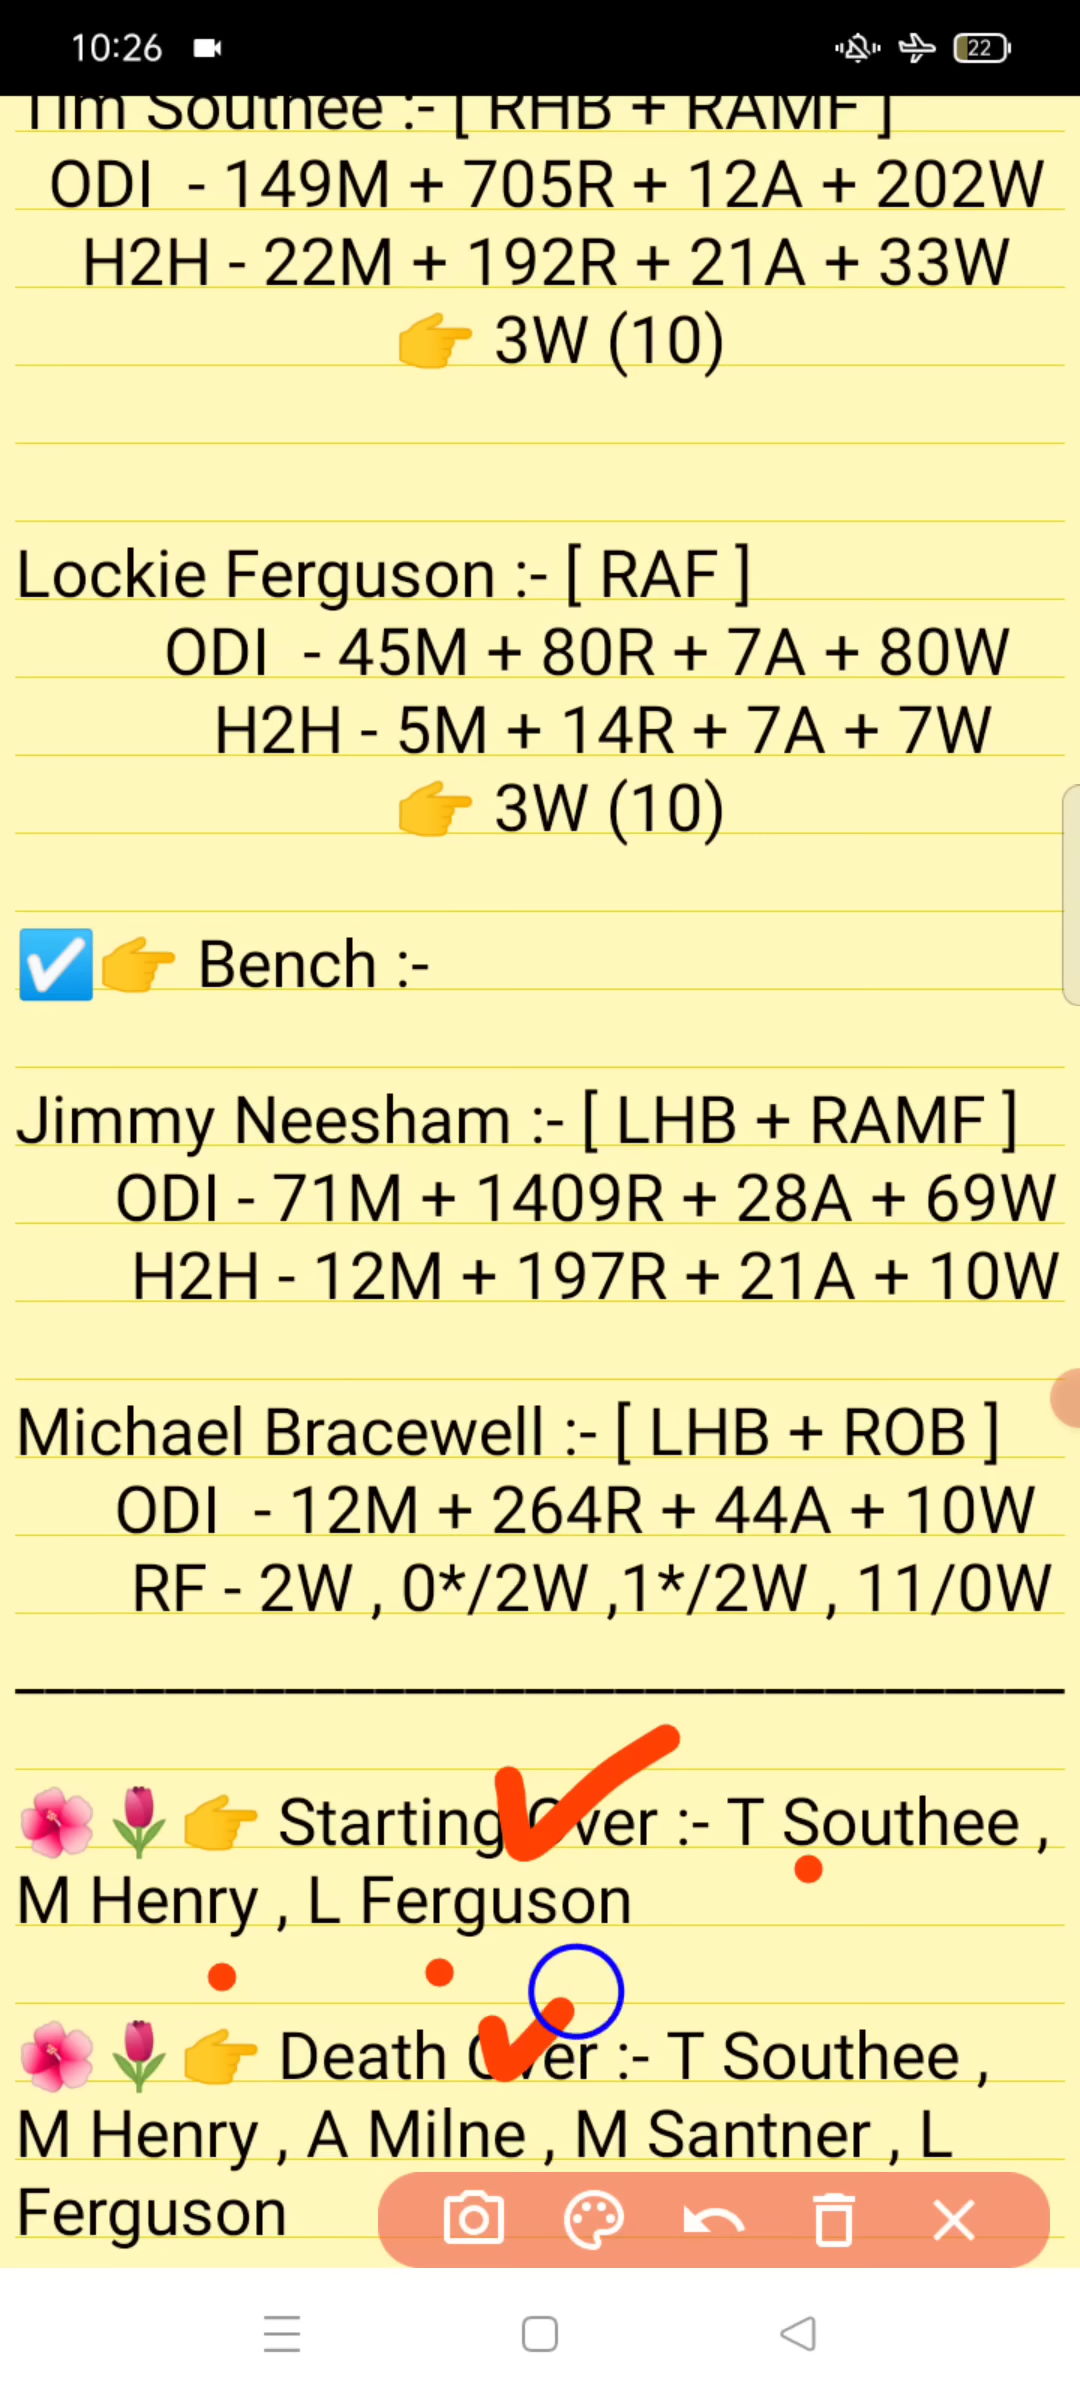 10:26 22
Tim Southee :- [ RHB + RAMF ]
ODI - 149M + 705R + 12A + 202W
H2H - 22M + 192R + 21A + 33W
👉 3W (10)
Lockie Ferguson :- [ RAF ]
ODI - 45M + 80R + 7A + 80W
H2H - 5M + 14R + 7A + 7W
👉 3W (10)
☑👉 Bench :-
Jimmy Neesham :- [ LHB + RAMF ]
ODI - 71M + 1409R + 28A + 69W
H2H - 12M + 197R + 21A + 10W
Michael Bracewell :- [ LHB + ROB ]
ODI - 12M + 264R + 44A + 10W
RF - 2W , 0*/2W ,1*/2W , 11/0W
🌺🌷👉 Starting Over :- T Southee ,
M Henry , L Ferguson
🌺🌷👉 Death Over :- T Southee ,
M Henry , A Milne , M Santner , L
Ferguson